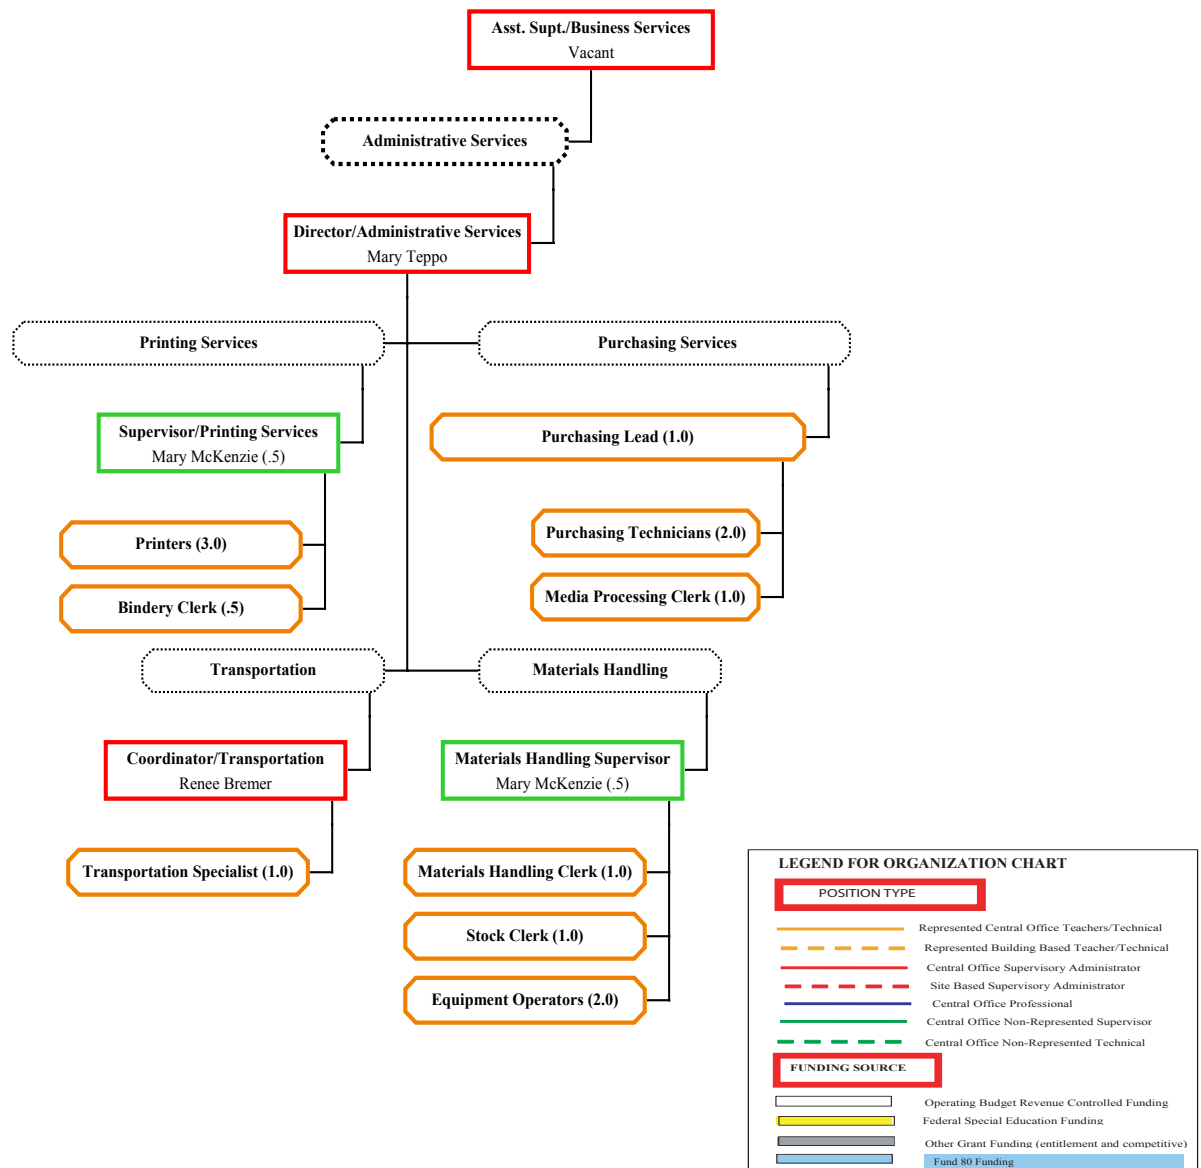 Asst. Supt./Business Services
Vacant
Administrative Services
Director/Administrative Services
Mary Teppo
Printing Services
Purchasing Services
Supervisor/Printing Services
Mary McKenzie (.5)
Purchasing Lead (1.0)
Printers (3.0)
Purchasing Technicians (2.0)
Bindery Clerk (.5)
Media Processing Clerk (1.0)
Transportation
Materials Handling
Coordinator/Transportation
Renee Bremer
Materials Handling Supervisor
Mary McKenzie (.5)
Transportation Specialist (1.0)
Materials Handling Clerk (1.0)
Stock Clerk (1.0)
Equipment Operators (2.0)
LEGEND FOR ORGANIZATION CHART
POSITION TYPE
Represented Central Office Teachers/Technical
Represented Building Based Teacher/Technical
Central Office Supervisory Administrator
Site Based Supervisory Administrator
Central Office Professional
Central Office Non-Represented Supervisor
Central Office Non-Represented Technical
FUNDING SOURCE
Operating Budget Revenue Controlled Funding
Federal Special Education Funding
Other Grant Funding (entitlement and competitive)
Fund 80 Funding